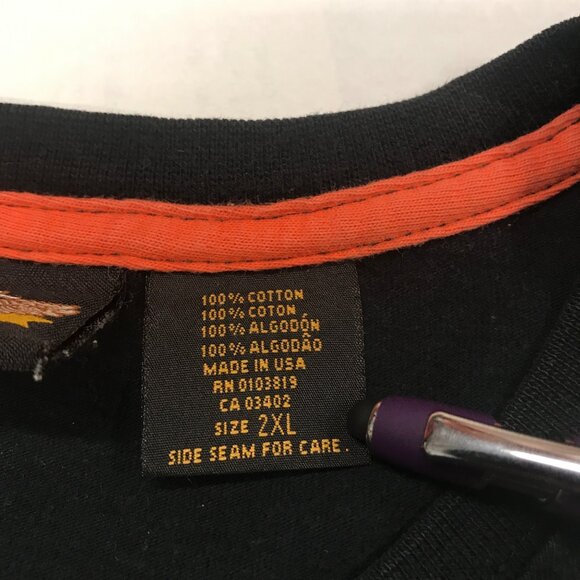 100% COTTON
100% COTON
100% ALGODÓN
100% ALGODÃO
MADE IN USA
RN 0103819
CA 03402
SIZE 2XL
SIDE SEAM FOR CARE.